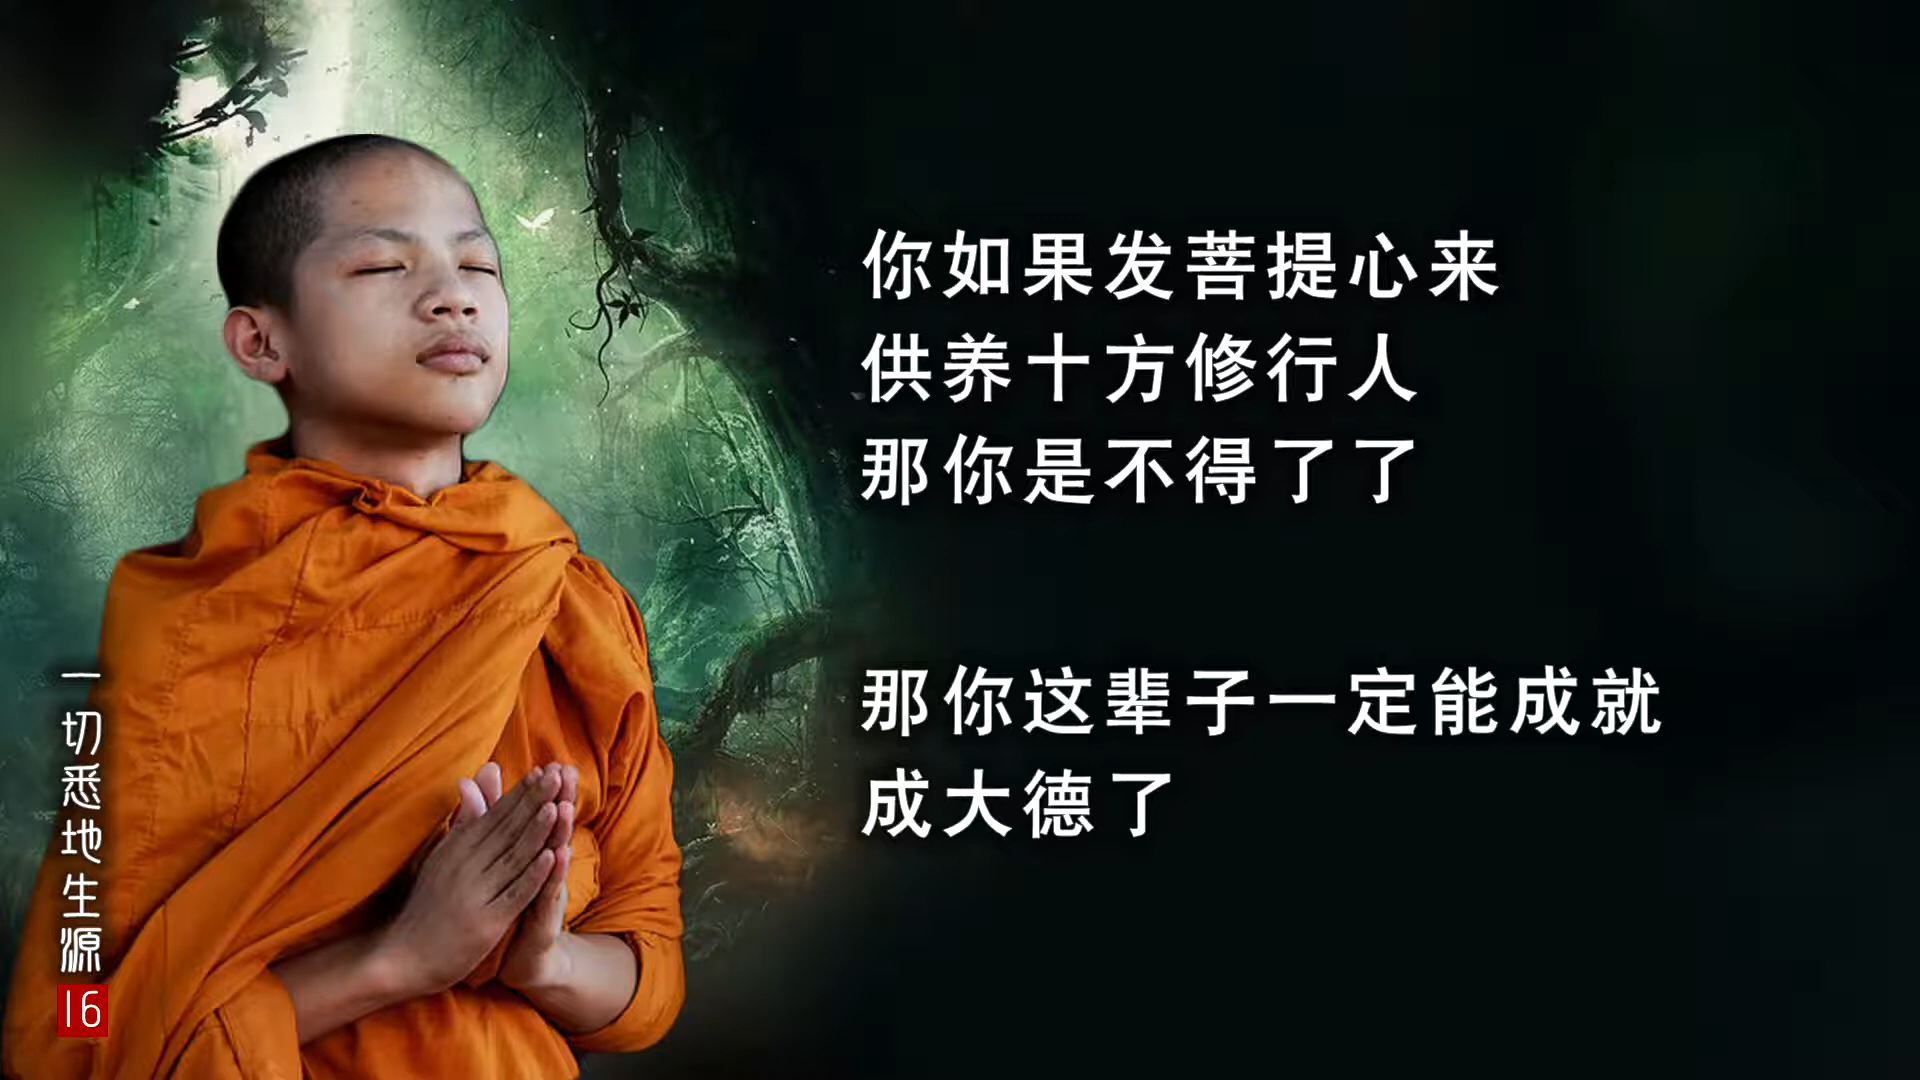 你如果发菩提心来
供养十方修行人
那你是不得了了
那你这辈子一定能成就
成大德了
一切悉地生源
16